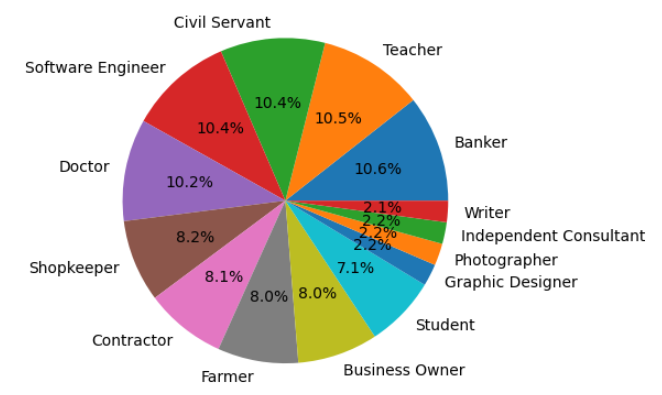 Civil Servant
Teacher
Software Engineer
10.4%
10.5%
10.4%
Banker
Doctor
10.6%
10.2%
2.1%
Writer
2.2%
Independent Consultant
2.2%
Photographer
2.2%
Graphic Designer
8.2%
Shopkeeper
7.1%
8.1%
8.0%
8.0%
Student
Contractor
Business Owner
Farmer